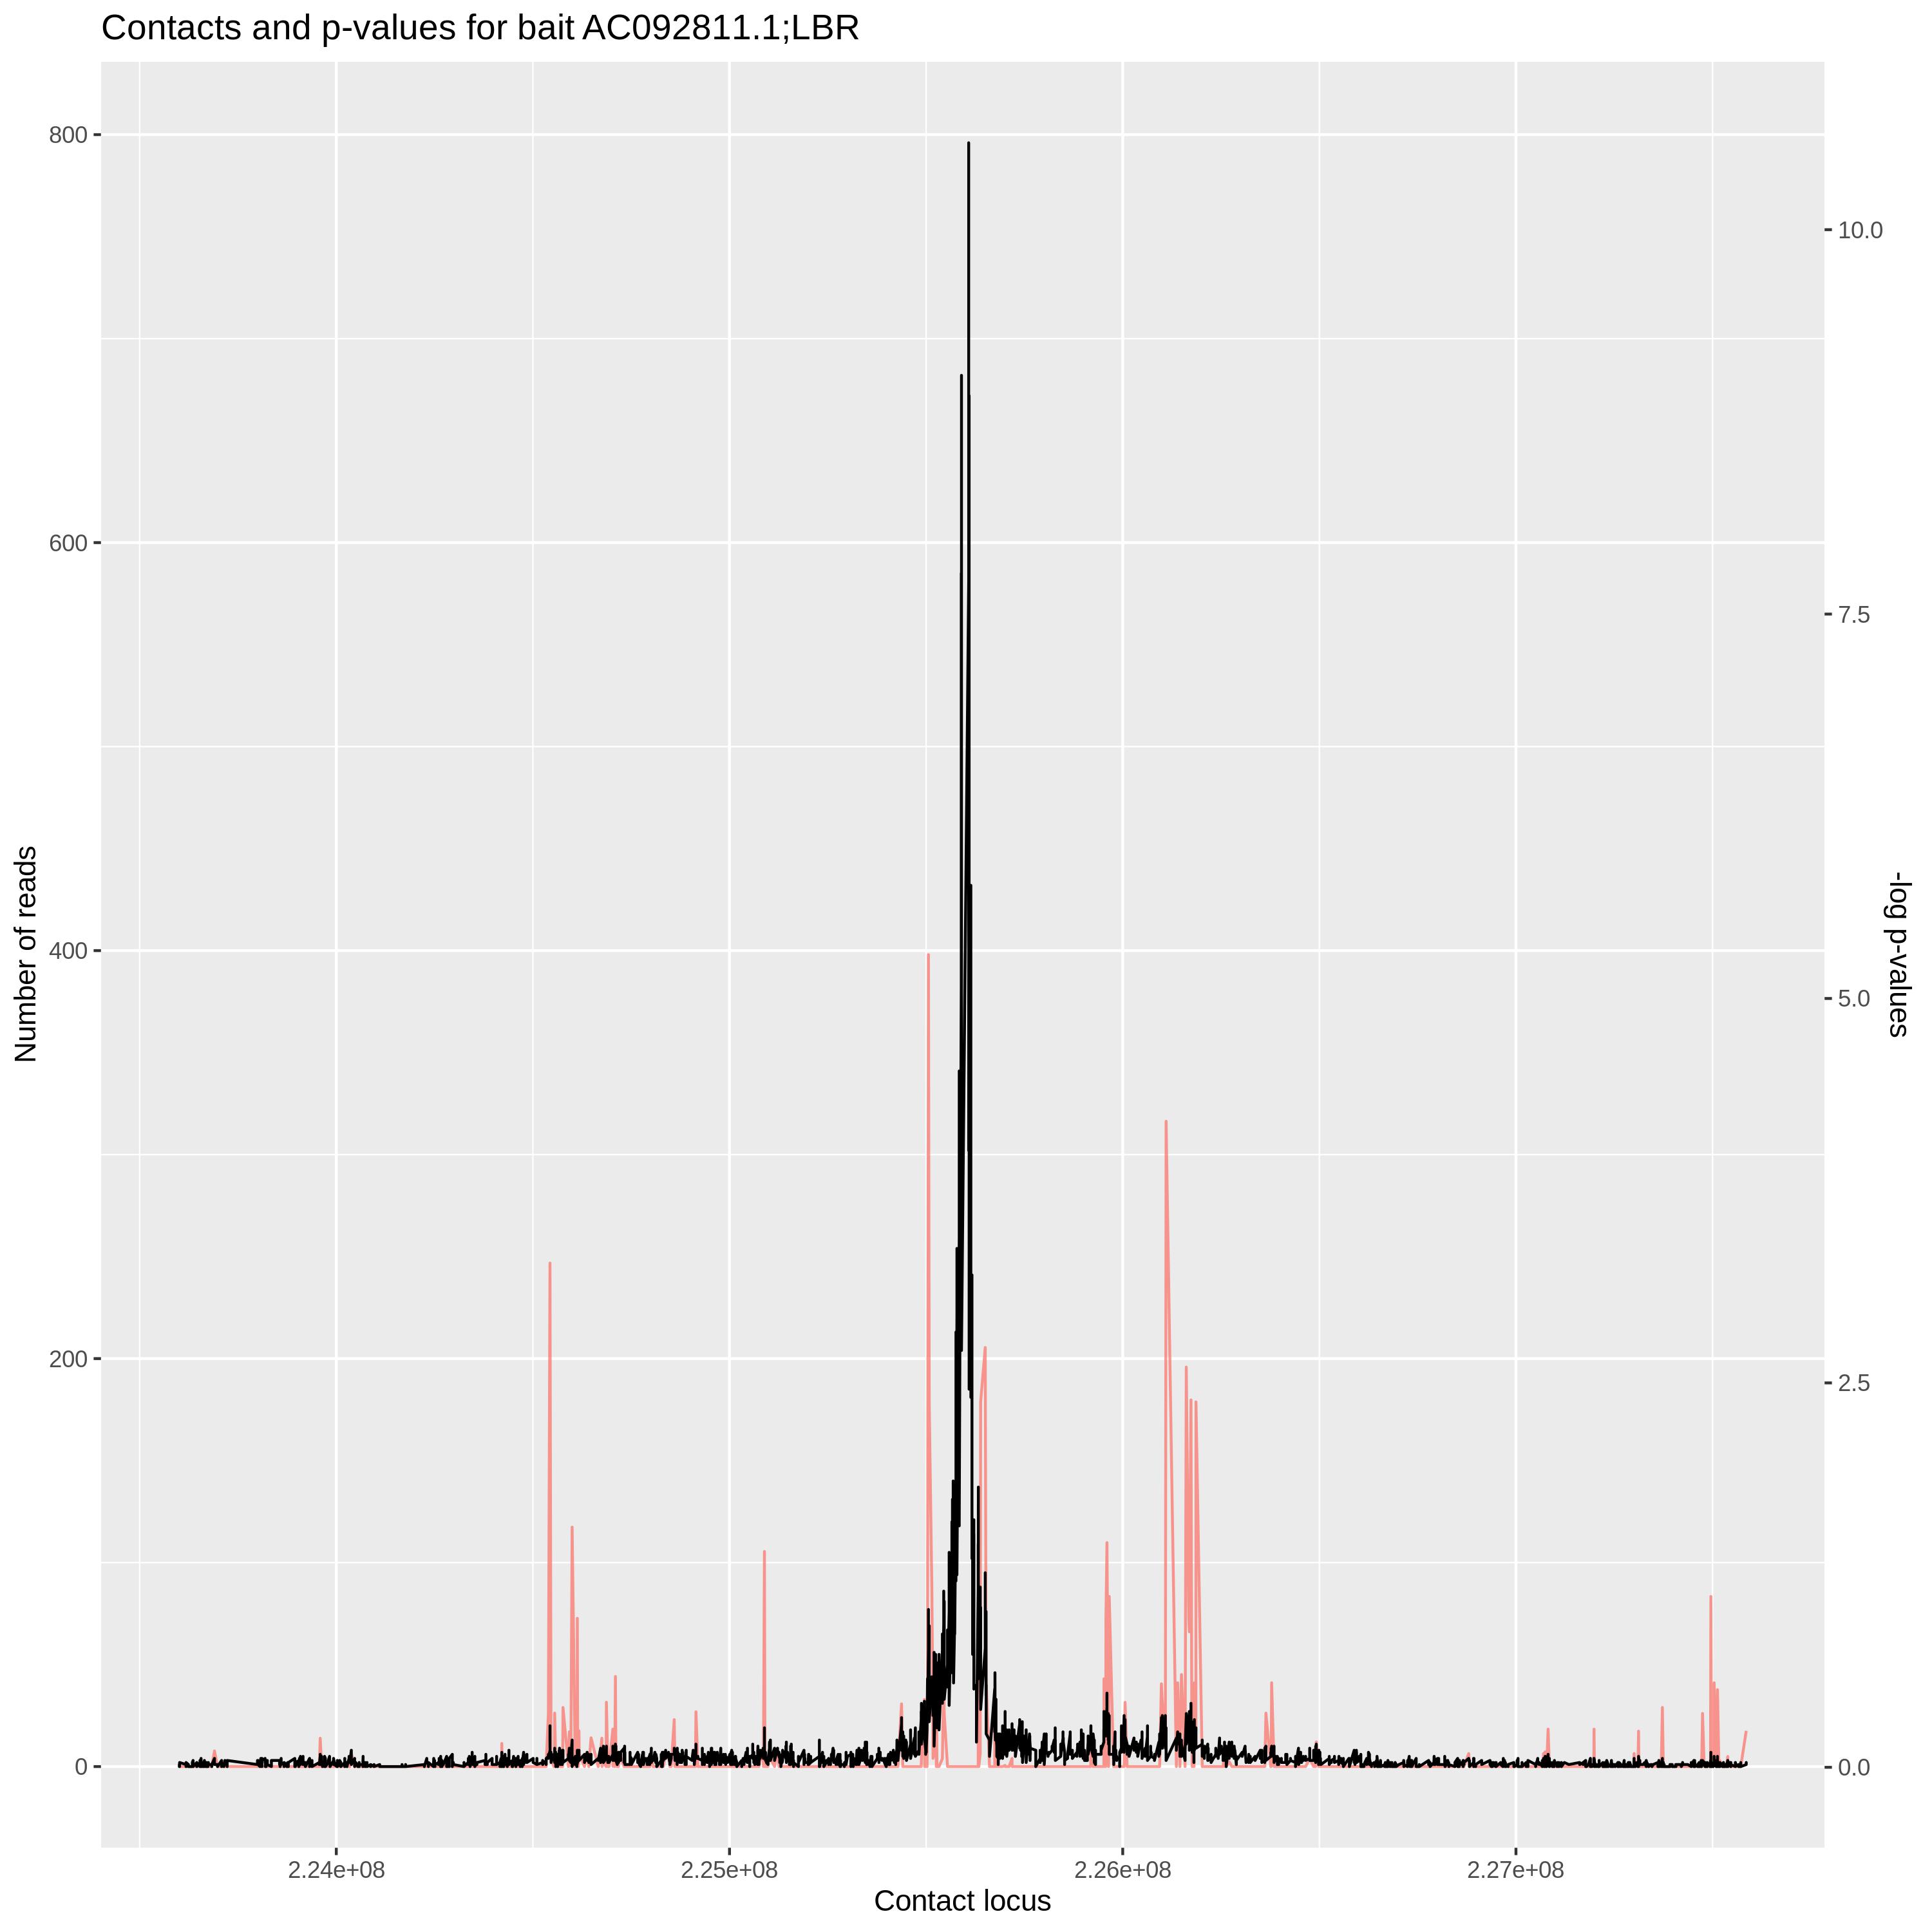 Contacts and p-values for bait AC092811.1;LBR
800
600
400
200
0
Number of reads
10.0
7.5
5.0
2.5
0.0
-log p-values
2.24e+08 2.25e+08 2.26e+08 2.27e+08
Contact locus